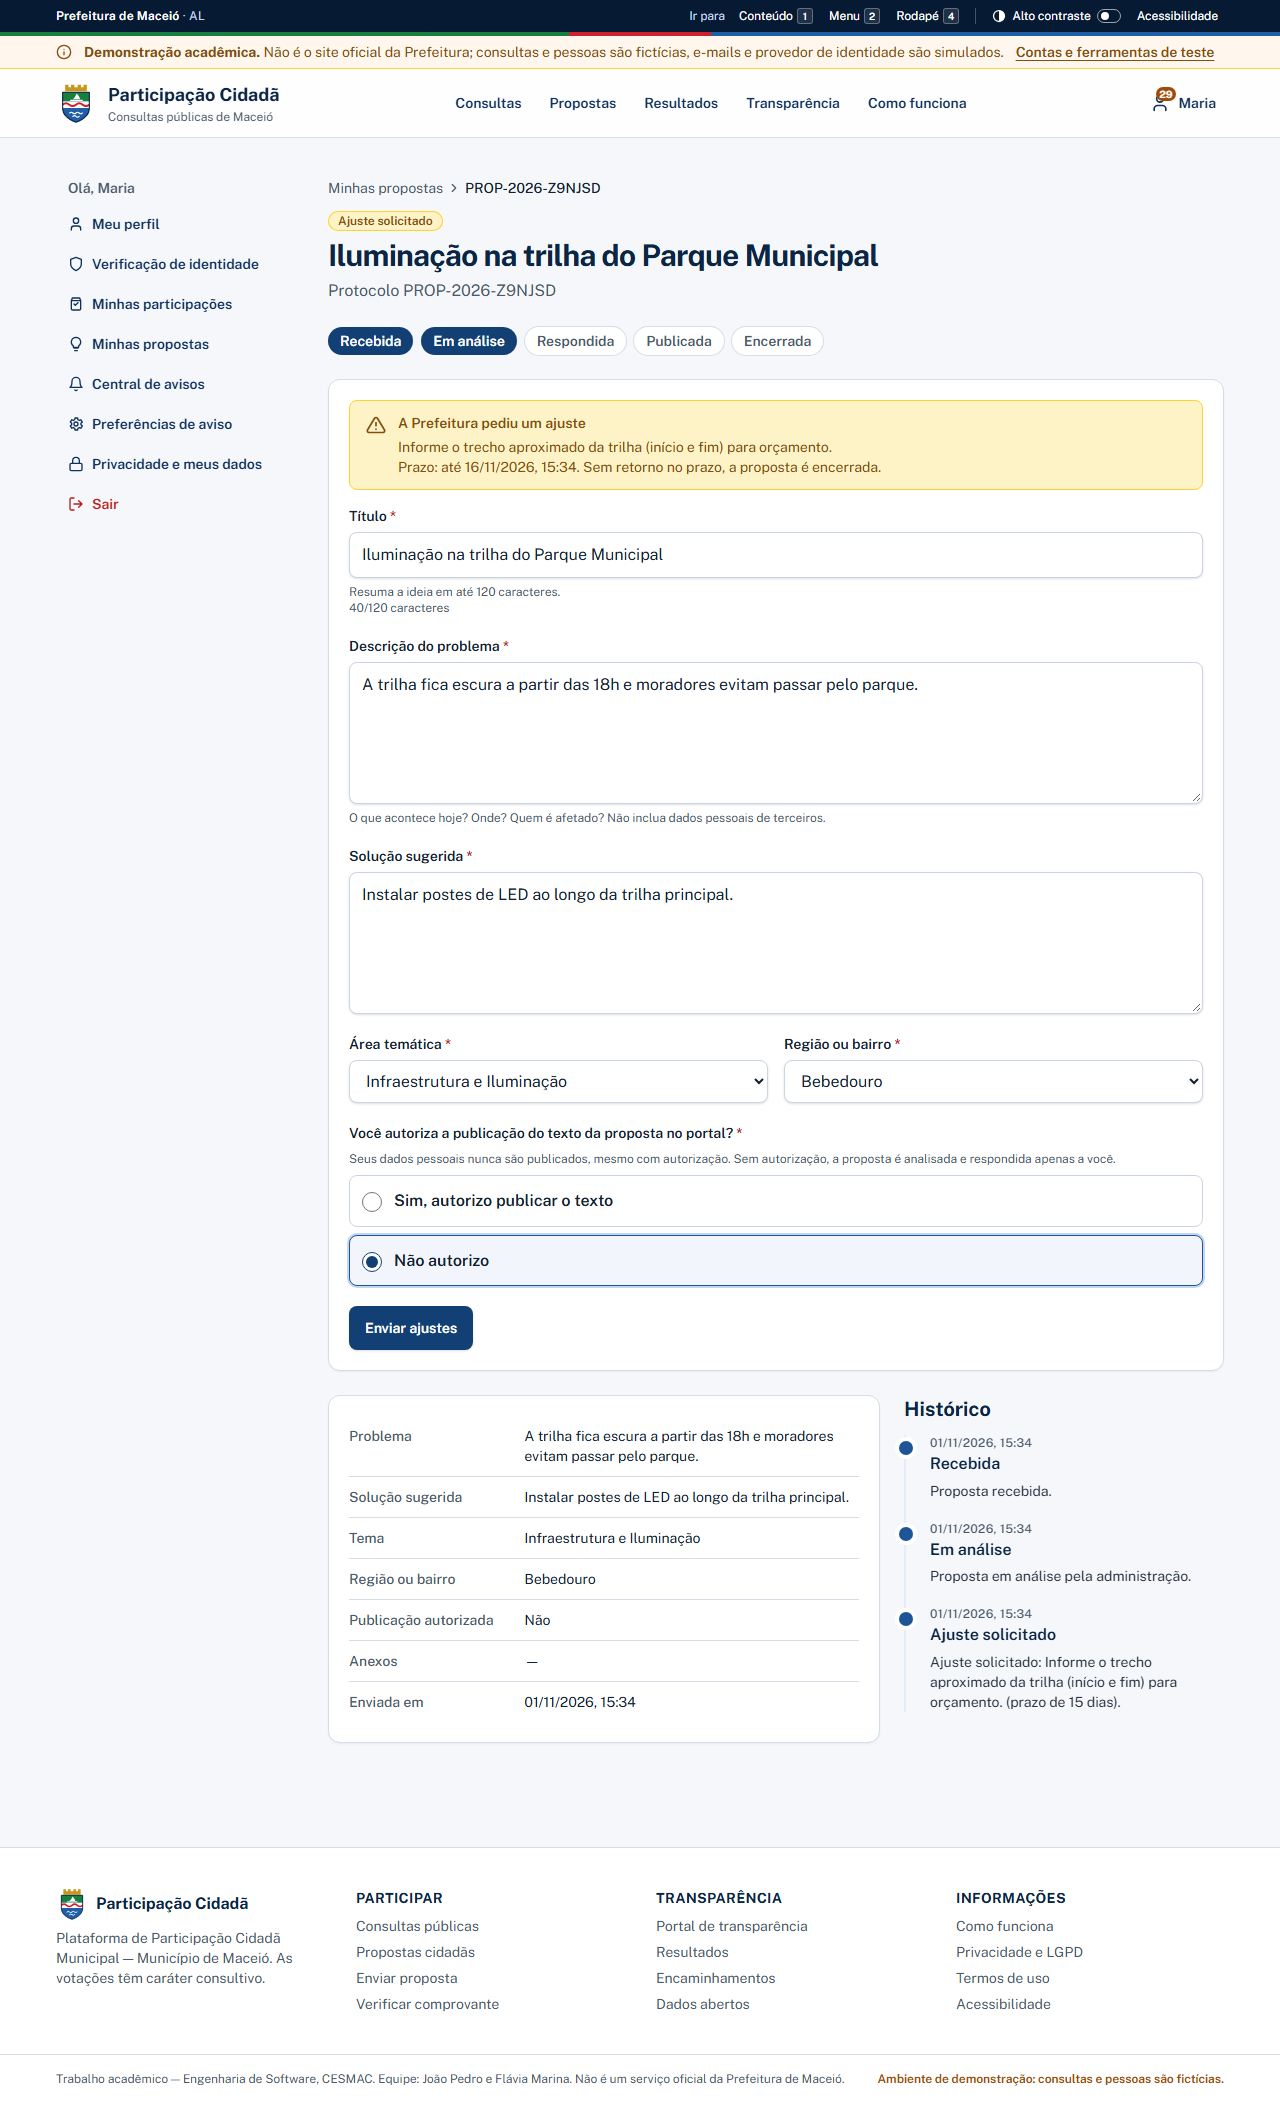 Prefeitura de Maceió · AL
Ir para Conteúdo 1 Menu 2 Rodapé 4 Alto contraste Acessibilidade
Demonstração acadêmica. Não é o site oficial da Prefeitura; consultas e pessoas são fictícias, e-mails e provedor de identidade são simulados. Contas e ferramentas de teste
Participação Cidadã
Consultas públicas de Maceió
Consultas Propostas Resultados Transparência Como funciona
29 Maria
Olá, Maria
Meu perfil
Verificação de identidade
Minhas participações
Minhas propostas
Central de avisos
Preferências de aviso
Privacidade e meus dados
Sair
Minhas propostas > PROP-2026-Z9NJSD
Ajuste solicitado
Iluminação na trilha do Parque Municipal
Protocolo PROP-2026-Z9NJSD
Recebida Em análise Respondida Publicada Encerrada
A Prefeitura pediu um ajuste
Informe o trecho aproximado da trilha (início e fim) para orçamento.
Prazo: até 16/11/2026, 15:34. Sem retorno no prazo, a proposta é encerrada.
Título *
Iluminação na trilha do Parque Municipal
Resuma a ideia em até 120 caracteres.
40/120 caracteres
Descrição do problema *
A trilha fica escura a partir das 18h e moradores evitam passar pelo parque.
O que acontece hoje? Onde? Quem é afetado? Não inclua dados pessoais de terceiros.
Solução sugerida *
Instalar postes de LED ao longo da trilha principal.
Área temática * Região ou bairro *
Infraestrutura e Iluminação Bebedouro
Você autoriza a publicação do texto da proposta no portal? *
Seus dados pessoais nunca são publicados, mesmo com autorização. Sem autorização, a proposta é analisada e respondida apenas a você.
Sim, autorizo publicar o texto
Não autorizo
Enviar ajustes
Problema A trilha fica escura a partir das 18h e moradores
evitam passar pelo parque.
Solução sugerida Instalar postes de LED ao longo da trilha principal.
Tema Infraestrutura e Iluminação
Região ou bairro Bebedouro
Publicação autorizada Não
Anexos —
Enviada em 01/11/2026, 15:34
Histórico
01/11/2026, 15:34
Recebida
Proposta recebida.
01/11/2026, 15:34
Em análise
Proposta em análise pela administração.
01/11/2026, 15:34
Ajuste solicitado
Ajuste solicitado: Informe o trecho
aproximado da trilha (início e fim) para
orçamento. (prazo de 15 dias).
Participação Cidadã
Plataforma de Participação Cidadã
Municipal — Município de Maceió. As
votações têm caráter consultivo.
PARTICIPAR
Consultas públicas
Propostas cidadãs
Enviar proposta
Verificar comprovante
TRANSPARÊNCIA
Portal de transparência
Resultados
Encaminhamentos
Dados abertos
INFORMAÇÕES
Como funciona
Privacidade e LGPD
Termos de uso
Acessibilidade
Trabalho acadêmico — Engenharia de Software, CESMAC. Equipe: João Pedro e Flávia Marina. Não é um serviço oficial da Prefeitura de Maceió. Ambiente de demonstração: consultas e pessoas são fictícias.